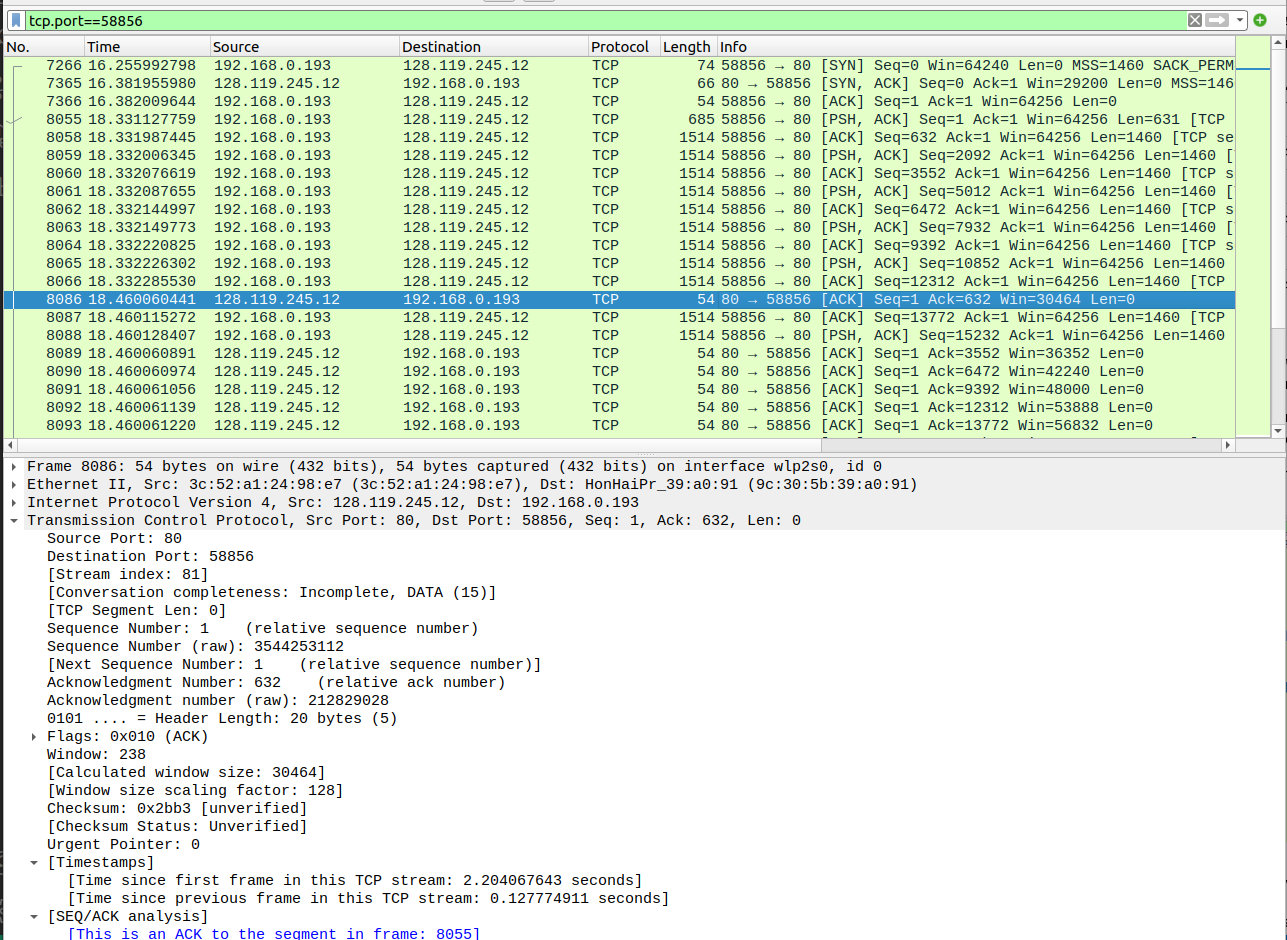 tcp.port==58856
No. Time Source Destination Protocol Length Info
7266 16.255992798 192.168.0.193 128.119.245.12 TCP 74 58856 → 80 [SYN] Seq=0 Win=64240 Len=0 MSS=1460 SACK_PERM
7365 16.381955980 128.119.245.12 192.168.0.193 TCP 66 80 → 58856 [SYN, ACK] Seq=0 Ack=1 Win=29200 Len=0 MSS=146
7366 16.382009644 192.168.0.193 128.119.245.12 TCP 54 58856 → 80 [ACK] Seq=1 Ack=1 Win=64256 Len=0
8055 18.331127759 192.168.0.193 128.119.245.12 TCP 685 58856 → 80 [PSH, ACK] Seq=1 Ack=1 Win=64256 Len=631 [TCP
8058 18.331987445 192.168.0.193 128.119.245.12 TCP 1514 58856 → 80 [ACK] Seq=632 Ack=1 Win=64256 Len=1460 [TCP se
8059 18.332006345 192.168.0.193 128.119.245.12 TCP 1514 58856 → 80 [PSH, ACK] Seq=2092 Ack=1 Win=64256 Len=1460 [
8060 18.332076619 192.168.0.193 128.119.245.12 TCP 1514 58856 → 80 [ACK] Seq=3552 Ack=1 Win=64256 Len=1460 [TCP s
8061 18.332087655 192.168.0.193 128.119.245.12 TCP 1514 58856 → 80 [PSH, ACK] Seq=5012 Ack=1 Win=64256 Len=1460 [
8062 18.332144997 192.168.0.193 128.119.245.12 TCP 1514 58856 → 80 [ACK] Seq=6472 Ack=1 Win=64256 Len=1460 [TCP s
8063 18.332149773 192.168.0.193 128.119.245.12 TCP 1514 58856 → 80 [PSH, ACK] Seq=7932 Ack=1 Win=64256 Len=1460 [
8064 18.332220825 192.168.0.193 128.119.245.12 TCP 1514 58856 → 80 [ACK] Seq=9392 Ack=1 Win=64256 Len=1460 [TCP s
8065 18.332226302 192.168.0.193 128.119.245.12 TCP 1514 58856 → 80 [PSH, ACK] Seq=10852 Ack=1 Win=64256 Len=1460
8066 18.332285530 192.168.0.193 128.119.245.12 TCP 1514 58856 → 80 [ACK] Seq=12312 Ack=1 Win=64256 Len=1460 [TCP
8086 18.460060441 128.119.245.12 192.168.0.193 TCP 54 80 → 58856 [ACK] Seq=1 Ack=632 Win=30464 Len=0
8087 18.460115272 192.168.0.193 128.119.245.12 TCP 1514 58856 → 80 [ACK] Seq=13772 Ack=1 Win=64256 Len=1460 [TCP
8088 18.460128407 192.168.0.193 128.119.245.12 TCP 1514 58856 → 80 [PSH, ACK] Seq=15232 Ack=1 Win=64256 Len=1460
8089 18.460060891 128.119.245.12 192.168.0.193 TCP 54 80 → 58856 [ACK] Seq=1 Ack=3552 Win=36352 Len=0
8090 18.460060974 128.119.245.12 192.168.0.193 TCP 54 80 → 58856 [ACK] Seq=1 Ack=6472 Win=42240 Len=0
8091 18.460061056 128.119.245.12 192.168.0.193 TCP 54 80 → 58856 [ACK] Seq=1 Ack=9392 Win=48000 Len=0
8092 18.460061139 128.119.245.12 192.168.0.193 TCP 54 80 → 58856 [ACK] Seq=1 Ack=12312 Win=53888 Len=0
8093 18.460061220 128.119.245.12 192.168.0.193 TCP 54 80 → 58856 [ACK] Seq=1 Ack=13772 Win=56832 Len=0
Frame 8086: 54 bytes on wire (432 bits), 54 bytes captured (432 bits) on interface wlp2s0, id 0
Ethernet II, Src: 3c:52:a1:24:98:e7 (3c:52:a1:24:98:e7), Dst: HonHaiPr_39:a0:91 (9c:30:5b:39:a0:91)
Internet Protocol Version 4, Src: 128.119.245.12, Dst: 192.168.0.193
Transmission Control Protocol, Src Port: 80, Dst Port: 58856, Seq: 1, Ack: 632, Len: 0
Source Port: 80
Destination Port: 58856
[Stream index: 81]
[Conversation completeness: Incomplete, DATA (15)]
[TCP Segment Len: 0]
Sequence Number: 1 (relative sequence number)
Sequence Number (raw): 3544253112
[Next Sequence Number: 1 (relative sequence number)]
Acknowledgment Number: 632 (relative ack number)
Acknowledgment number (raw): 212829028
0101 .... = Header Length: 20 bytes (5)
Flags: 0x010 (ACK)
Window: 238
[Calculated window size: 30464]
[Window size scaling factor: 128]
Checksum: 0x2bb3 [unverified]
[Checksum Status: Unverified]
Urgent Pointer: 0
[Timestamps]
[Time since first frame in this TCP stream: 2.204067643 seconds]
[Time since previous frame in this TCP stream: 0.127774911 seconds]
[SEQ/ACK analysis]
[This is an ACK to the segment in frame: 8055]